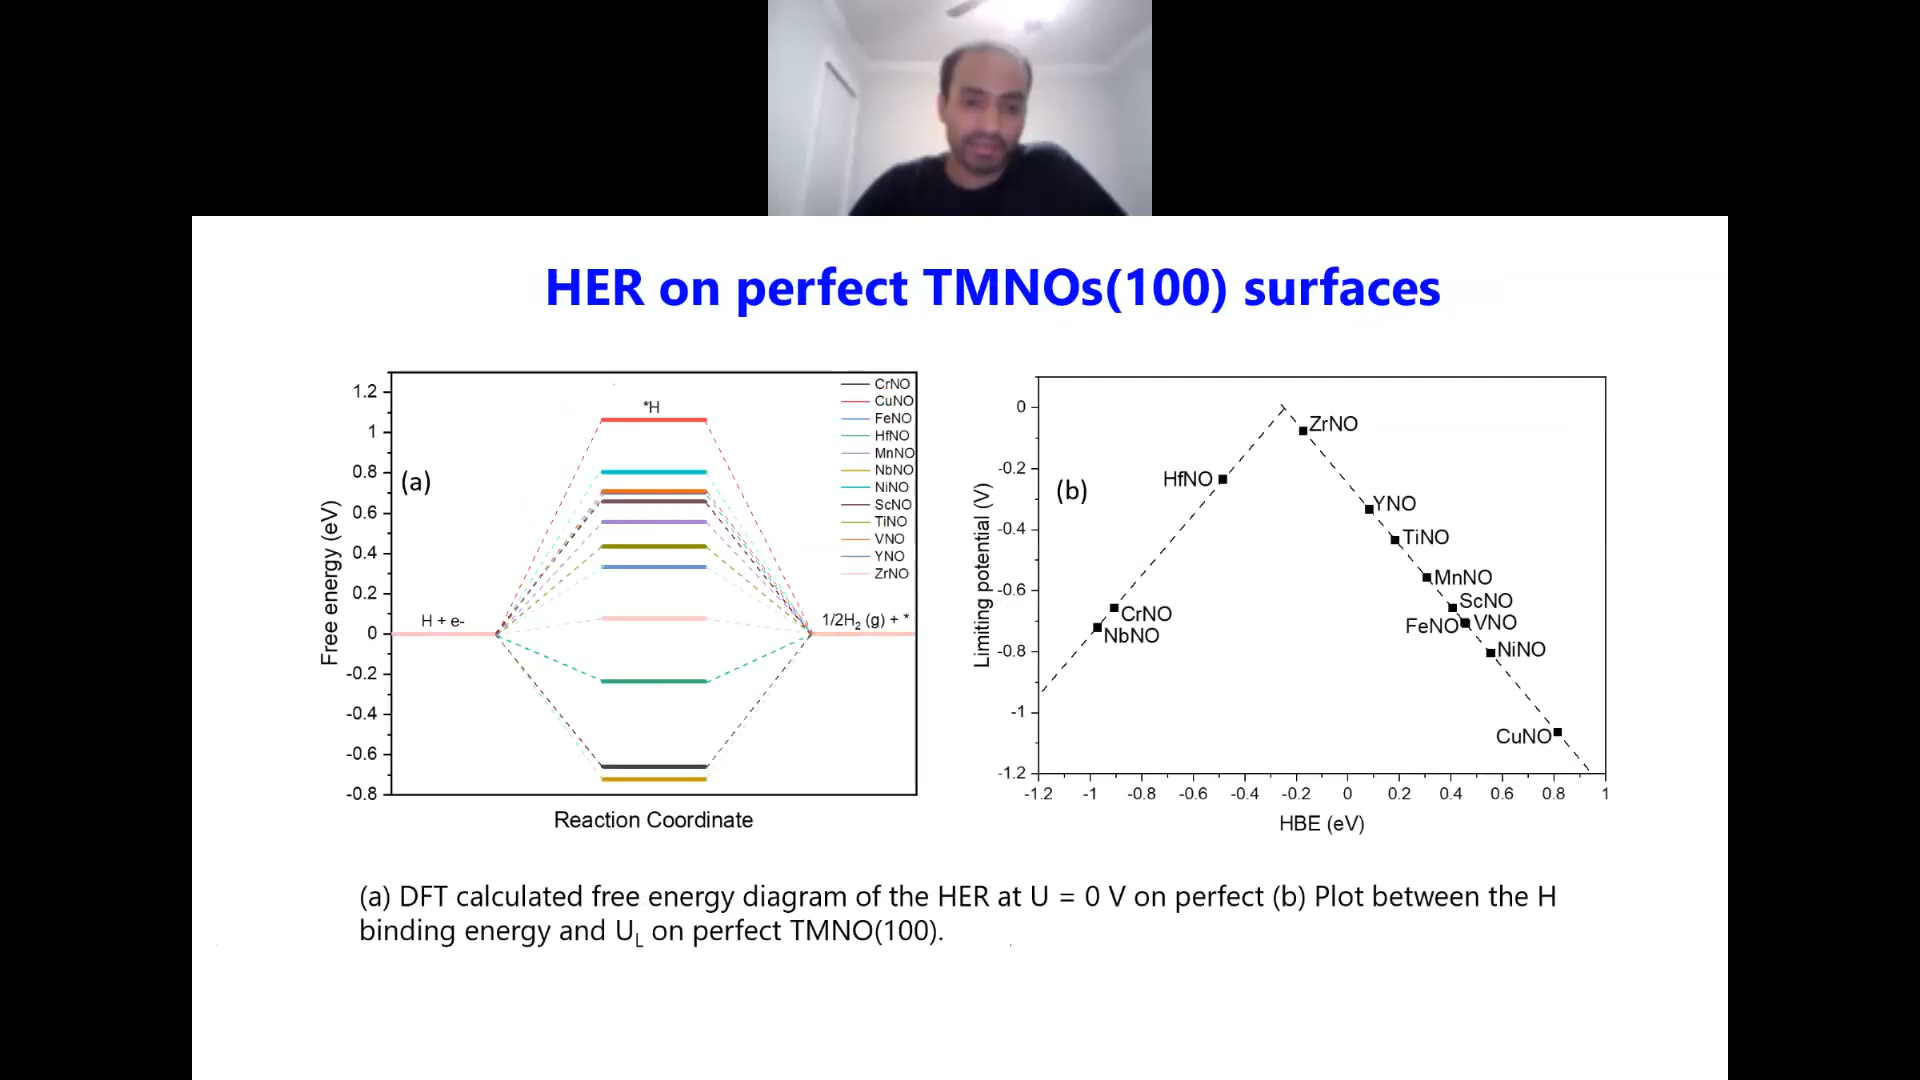 HER on perfect TMNOs(100) surfaces
1.2
1
0.8
0.6
0.4
0.2
0
-0.2
-0.4
-0.6
-0.8
Free energy (eV)
(a)
*H
H + e-
1/2H₂ (g) + *
CrNO
CuNO
FeNO
HfNO
MnNO
NbNO
NiNO
ScNO
TiNO
VNO
YNO
ZrNO
Reaction Coordinate
0
-0.2
-0.4
-0.6
-0.8
-1
-1.2
Limiting potential (V)
(b)
ZrNO
HfNO
YNO
TiNO
MnNO
ScNO
CrNO
FeNO
VNO
NbNO
NiNO
CuNO
-1.2 -1 -0.8 -0.6 -0.4 -0.2 0 0.2 0.4 0.6 0.8 1
HBE (eV)
(a) DFT calculated free energy diagram of the HER at U = 0 V on perfect (b) Plot between the H
binding energy and U_L on perfect TMNO(100).